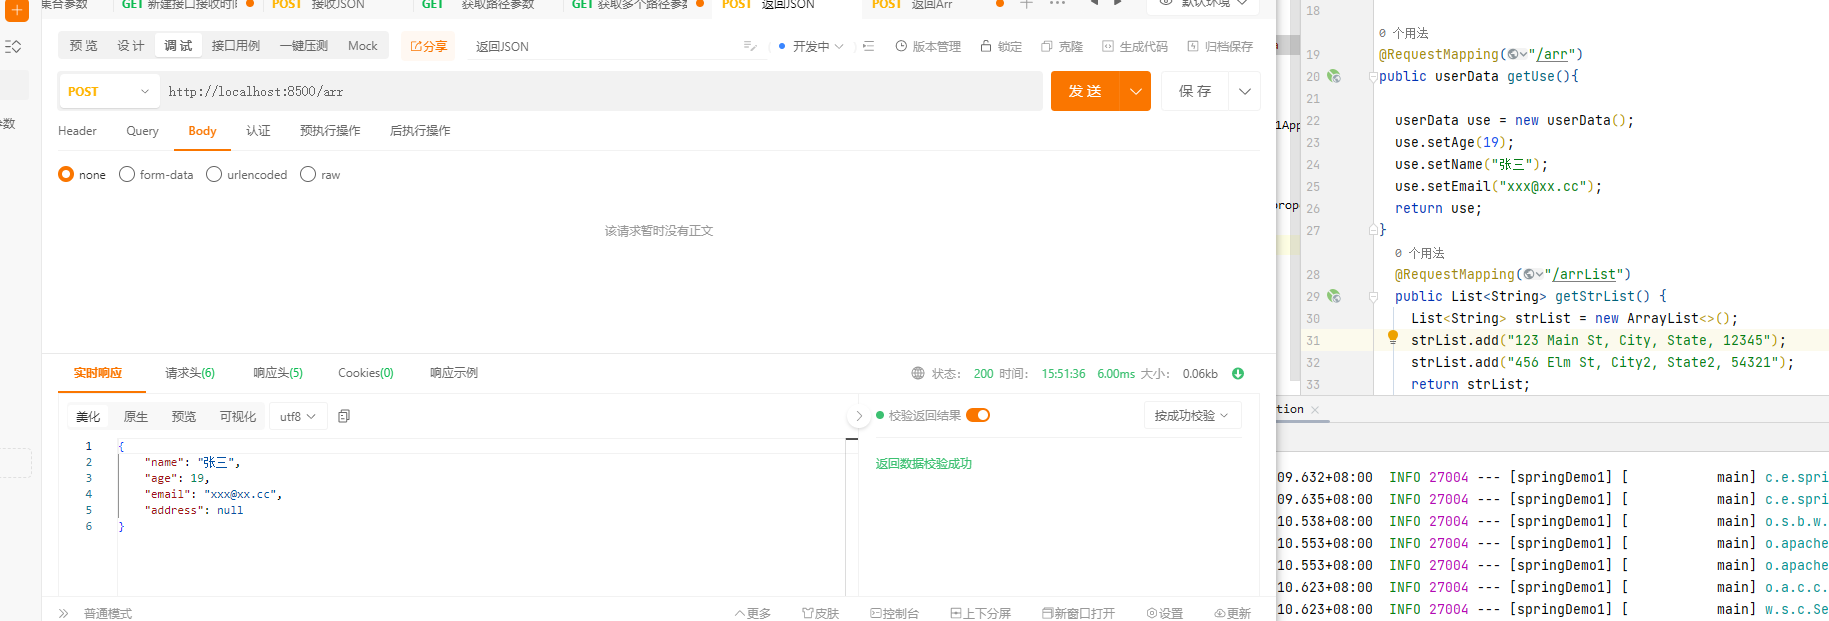 集合参数 GET 新建接口接收时 POST 接收JSON GET 获取路径参数 GET 获取多个路径参数 POST 返回JSON POST 返回Arr 默认环境
预览 设计 调试 接口用例 一键压测 Mock 分享 返回JSON 开发中 版本管理 锁定 克隆 生成代码 归档保存
POST http://localhost:8500/arr 发送 保存
参数
Header Query Body 认证 预执行操作 后执行操作
none form-data urlencoded raw
该请求暂时没有正文
实时响应 请求头(6) 响应头(5) Cookies(0) 响应示例 状态: 200 时间: 15:51:36 6.00ms 大小: 0.06kb
美化 原生 预览 可视化 utf8 校验返回结果 按成功校验
返回数据校验成功
1 {
2 "name": "张三",
3 "age": 19,
4 "email": "xxx@xx.cc",
5 "address": null
6 }
普通模式 更多 皮肤 控制台 上下分屏 新窗口打开 设置 更新
1App
prop
18
0 个用法
19 @RequestMapping("/arr")
20 public userData getUse(){
21
22 userData use = new userData();
23 use.setAge(19);
24 use.setName("张三");
25 use.setEmail("xxx@xx.cc");
26 return use;
27 }
0 个用法
28 @RequestMapping("/arrList")
29 public List<String> getStrList() {
30 List<String> strList = new ArrayList<>();
31 strList.add("123 Main St, City, State, 12345");
32 strList.add("456 Elm St, City2, State2, 54321");
33 return strList;
tion
09.632+08:00 INFO 27004 --- [springDemo1] [ main] c.e.spri
09.635+08:00 INFO 27004 --- [springDemo1] [ main] c.e.spri
10.538+08:00 INFO 27004 --- [springDemo1] [ main] o.s.b.w.
10.553+08:00 INFO 27004 --- [springDemo1] [ main] o.apache
10.553+08:00 INFO 27004 --- [springDemo1] [ main] o.apache
10.623+08:00 INFO 27004 --- [springDemo1] [ main] o.a.c.c.
10.623+08:00 INFO 27004 --- [springDemo1] [ main] w.s.c.Se